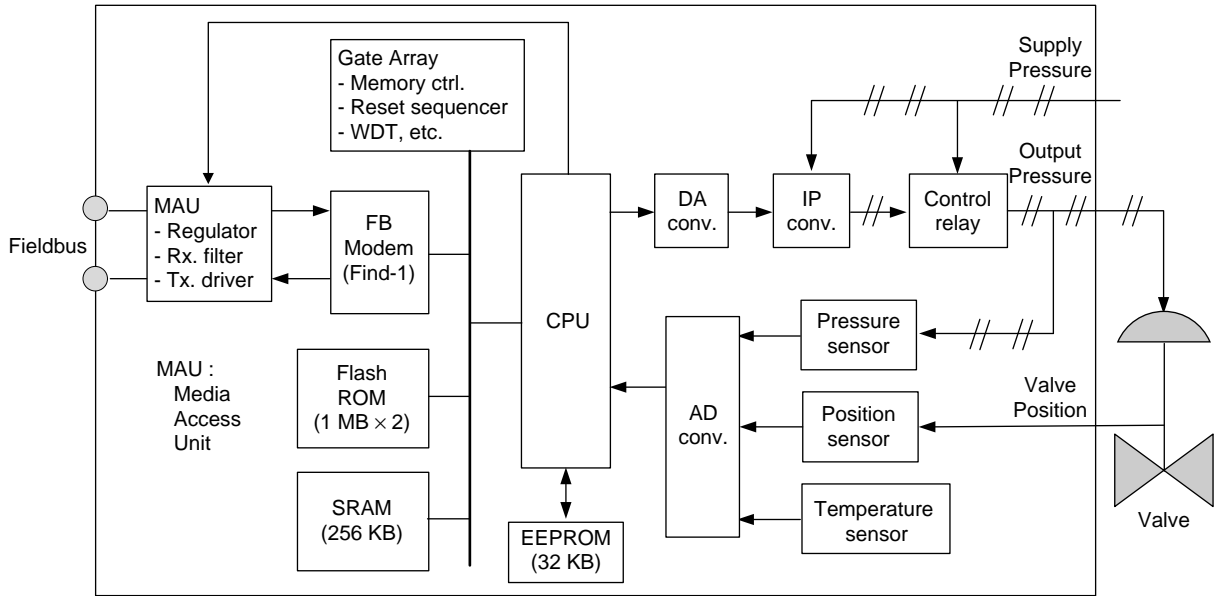 Gate Array
- Memory ctrl.
- Reset sequencer
- WDT, etc.
Supply
Pressure
Output
Pressure
Fieldbus
MAU
- Regulator
- Rx. filter
- Tx. driver
FB
Modem
(Find-1)
CPU
DA
conv.
IP
conv.
Control
relay
MAU :
Media
Access
Unit
Flash
ROM
(1 MB × 2)
SRAM
(256 KB)
EEPROM
(32 KB)
AD
conv.
Pressure
sensor
Position
sensor
Temperature
sensor
Valve
Position
Valve